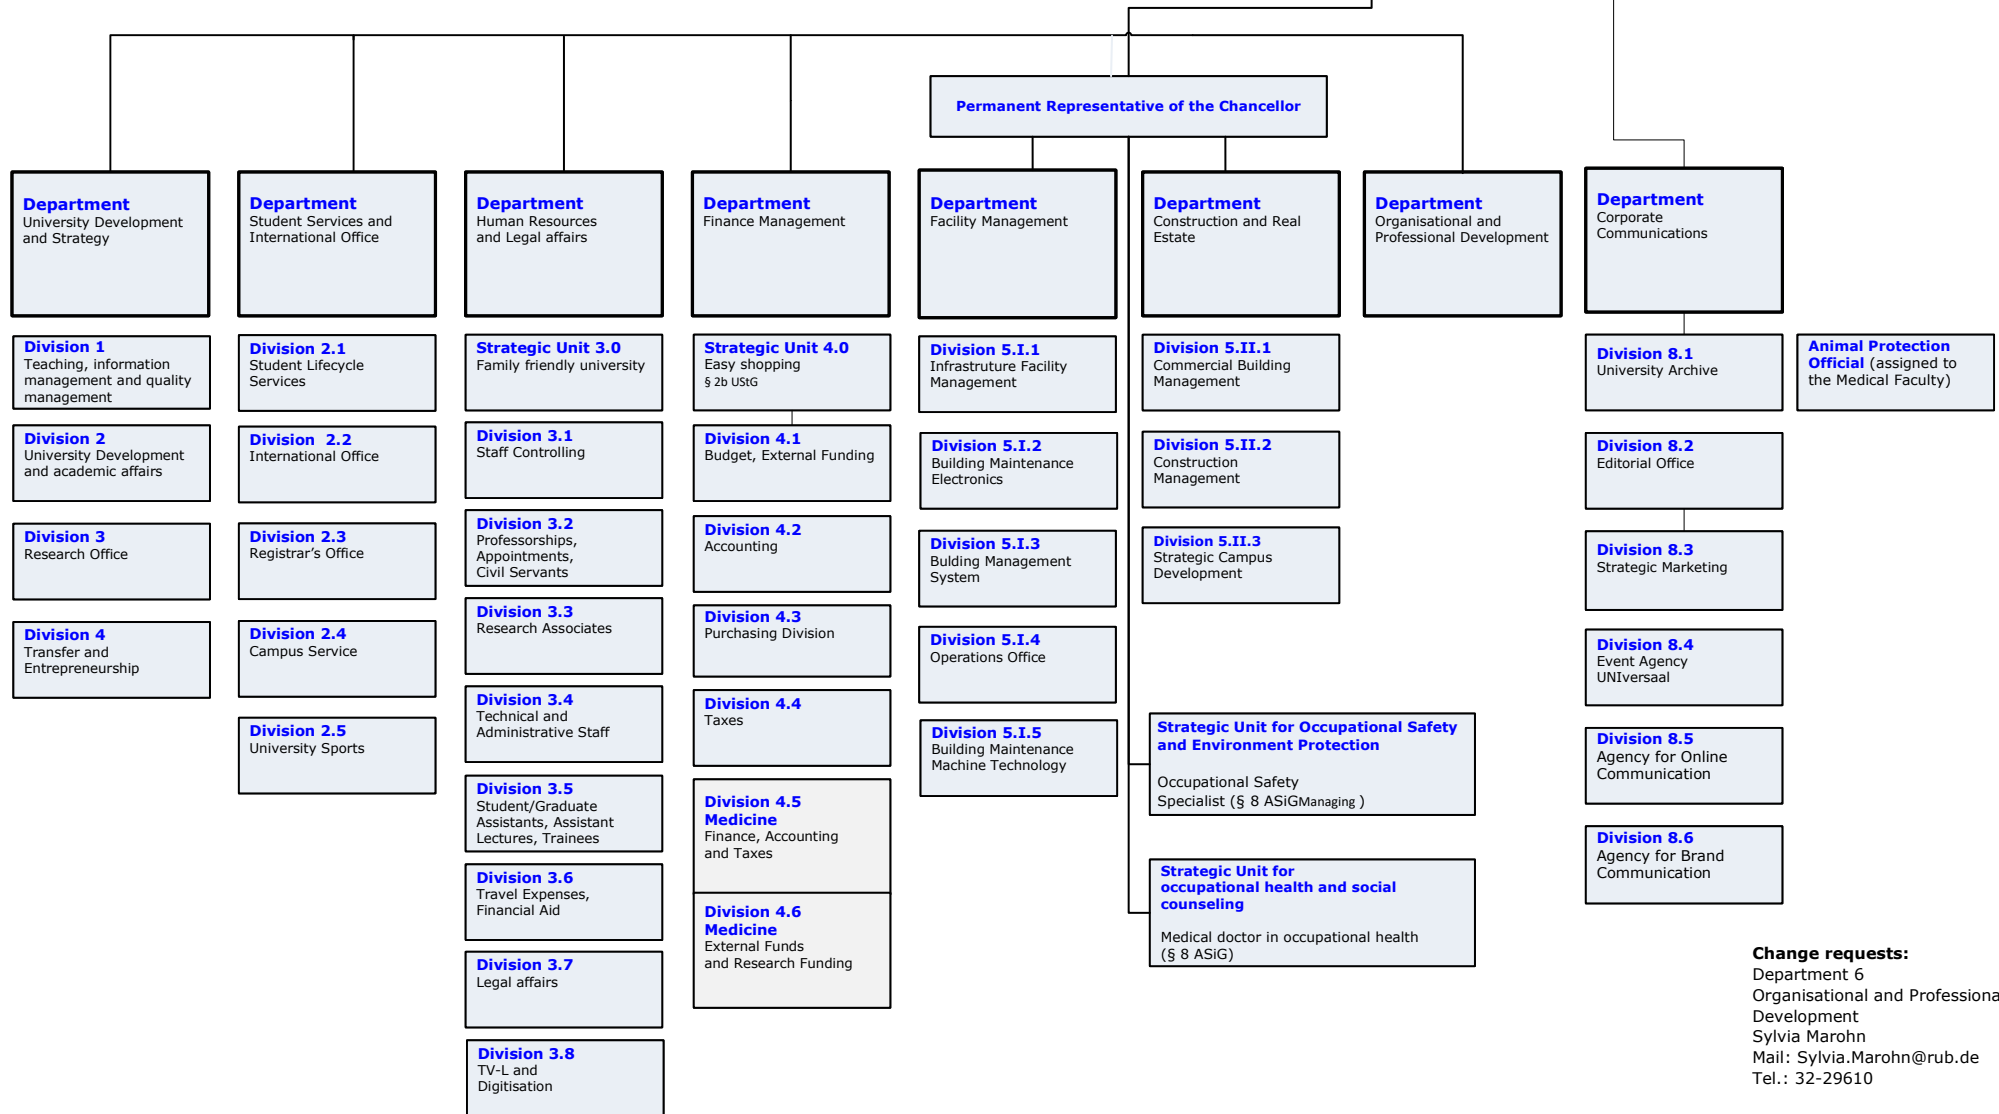 Permanent Representative of the Chancellor
Department
University Development
and Strategy
Department
Student Services and
International Office
Department
Human Resources
and Legal affairs
Department
Finance Management
Department
Facility Management
Department
Construction and Real
Estate
Department
Organisational and
Professional Development
Department
Corporate
Communications
Division 1
Teaching, information
management and quality
management
Division 2
University Development
and academic affairs
Division 3
Research Office
Division 4
Transfer and
Entrepreneurship
Division 2.1
Student Lifecycle
Services
Division  2.2
International Office
Division 2.3
Registrar’s Office
Division 2.4
Campus Service
Division 2.5
University Sports
Strategic Unit 3.0
Family friendly university
Division 3.1
Staff Controlling
Division 3.2
Professorships,
Appointments,
Civil Servants
Division 3.3
Research Associates
Division 3.4
Technical and
Administrative Staff
Division 3.5
Student/Graduate
Assistants, Assistant
Lectures, Trainees
Division 3.6
Travel Expenses,
Financial Aid
Division 3.7
Legal affairs
Division 3.8
TV-L and
Digitisation
Strategic Unit 4.0
Easy shopping
§ 2b UStG
Division 4.1
Budget, External Funding
Division 4.2
Accounting
Division 4.3
Purchasing Division
Division 4.4
Taxes
Division 4.5
Medicine
Finance, Accounting
and Taxes
Division 4.6
Medicine
External Funds
and Research Funding
Division 5.I.1
Infrastruture Facility
Management
Division 5.I.2
Building Maintenance
Electronics
Division 5.I.3
Bulding Management
System
Division 5.I.4
Operations Office
Division 5.I.5
Building Maintenance
Machine Technology
Division 5.II.1
Commercial Building
Management
Division 5.II.2
Construction
Management
Division 5.II.3
Strategic Campus
Development
Strategic Unit for Occupational Safety
and Environment Protection
Occupational Safety
Specialist (§ 8 ASiGManaging )
Strategic Unit for
occupational health and social
counseling
Medical doctor in occupational health
(§ 8 ASiG)
Division 8.1
University Archive
Division 8.2
Editorial Office
Division 8.3
Strategic Marketing
Division 8.4
Event Agency
UNIversaal
Division 8.5
Agency for Online
Communication
Division 8.6
Agency for Brand
Communication
Animal Protection
Official (assigned to
the Medical Faculty)
Change requests:
Department 6
Organisational and Professiona
Development
Sylvia Marohn
Mail: Sylvia.Marohn@rub.de
Tel.: 32-29610